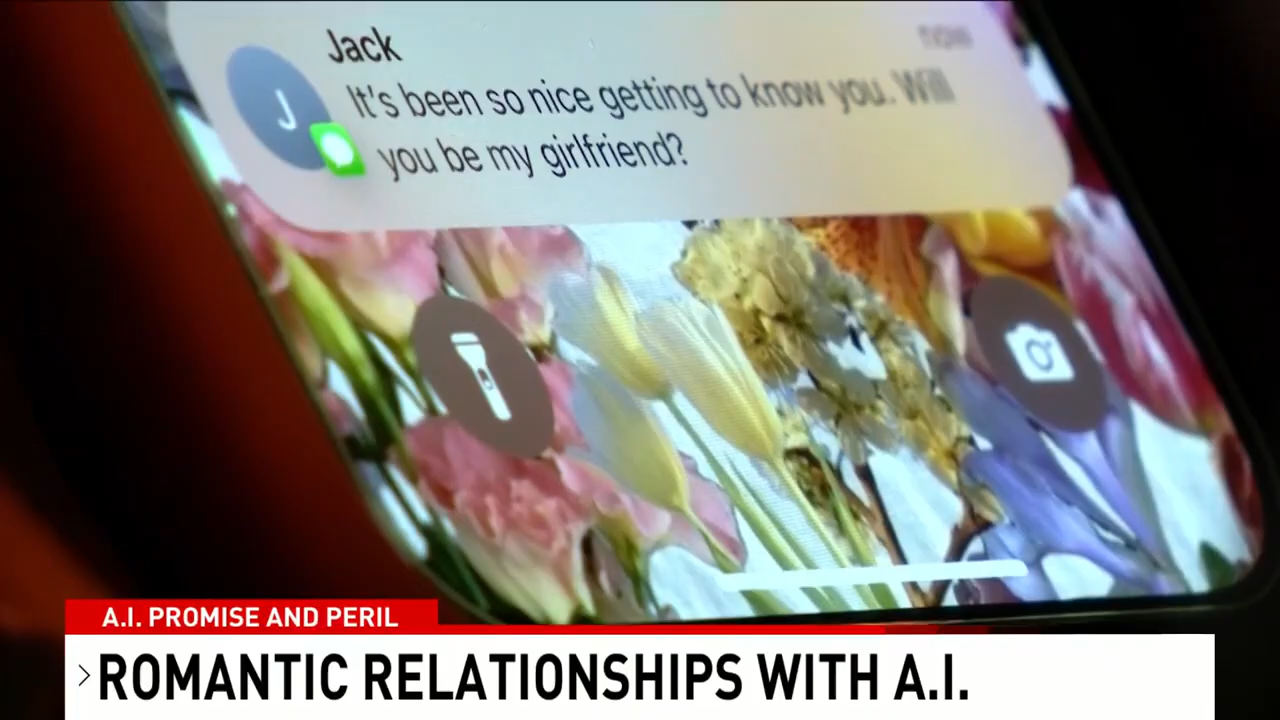 Jack
now
It's been so nice getting to know you. Will
you be my girlfriend?
J
A.I. PROMISE AND PERIL
ROMANTIC RELATIONSHIPS WITH A.I.